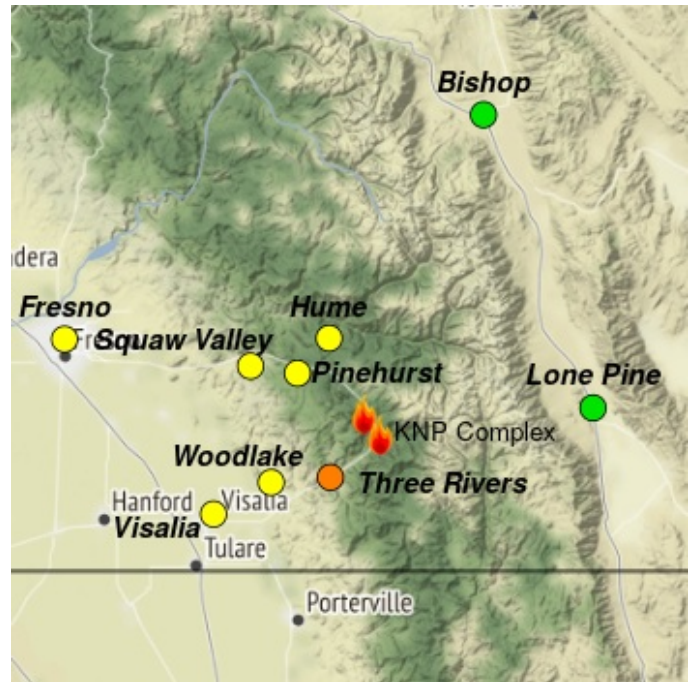 Bishop
dera
Fresno
Hume
Squaw Valley
Pinehurst
Lone Pine
KNP Complex
Woodlake
Three Rivers
Hanford
Visalia
Visalia
Tulare
Porterville